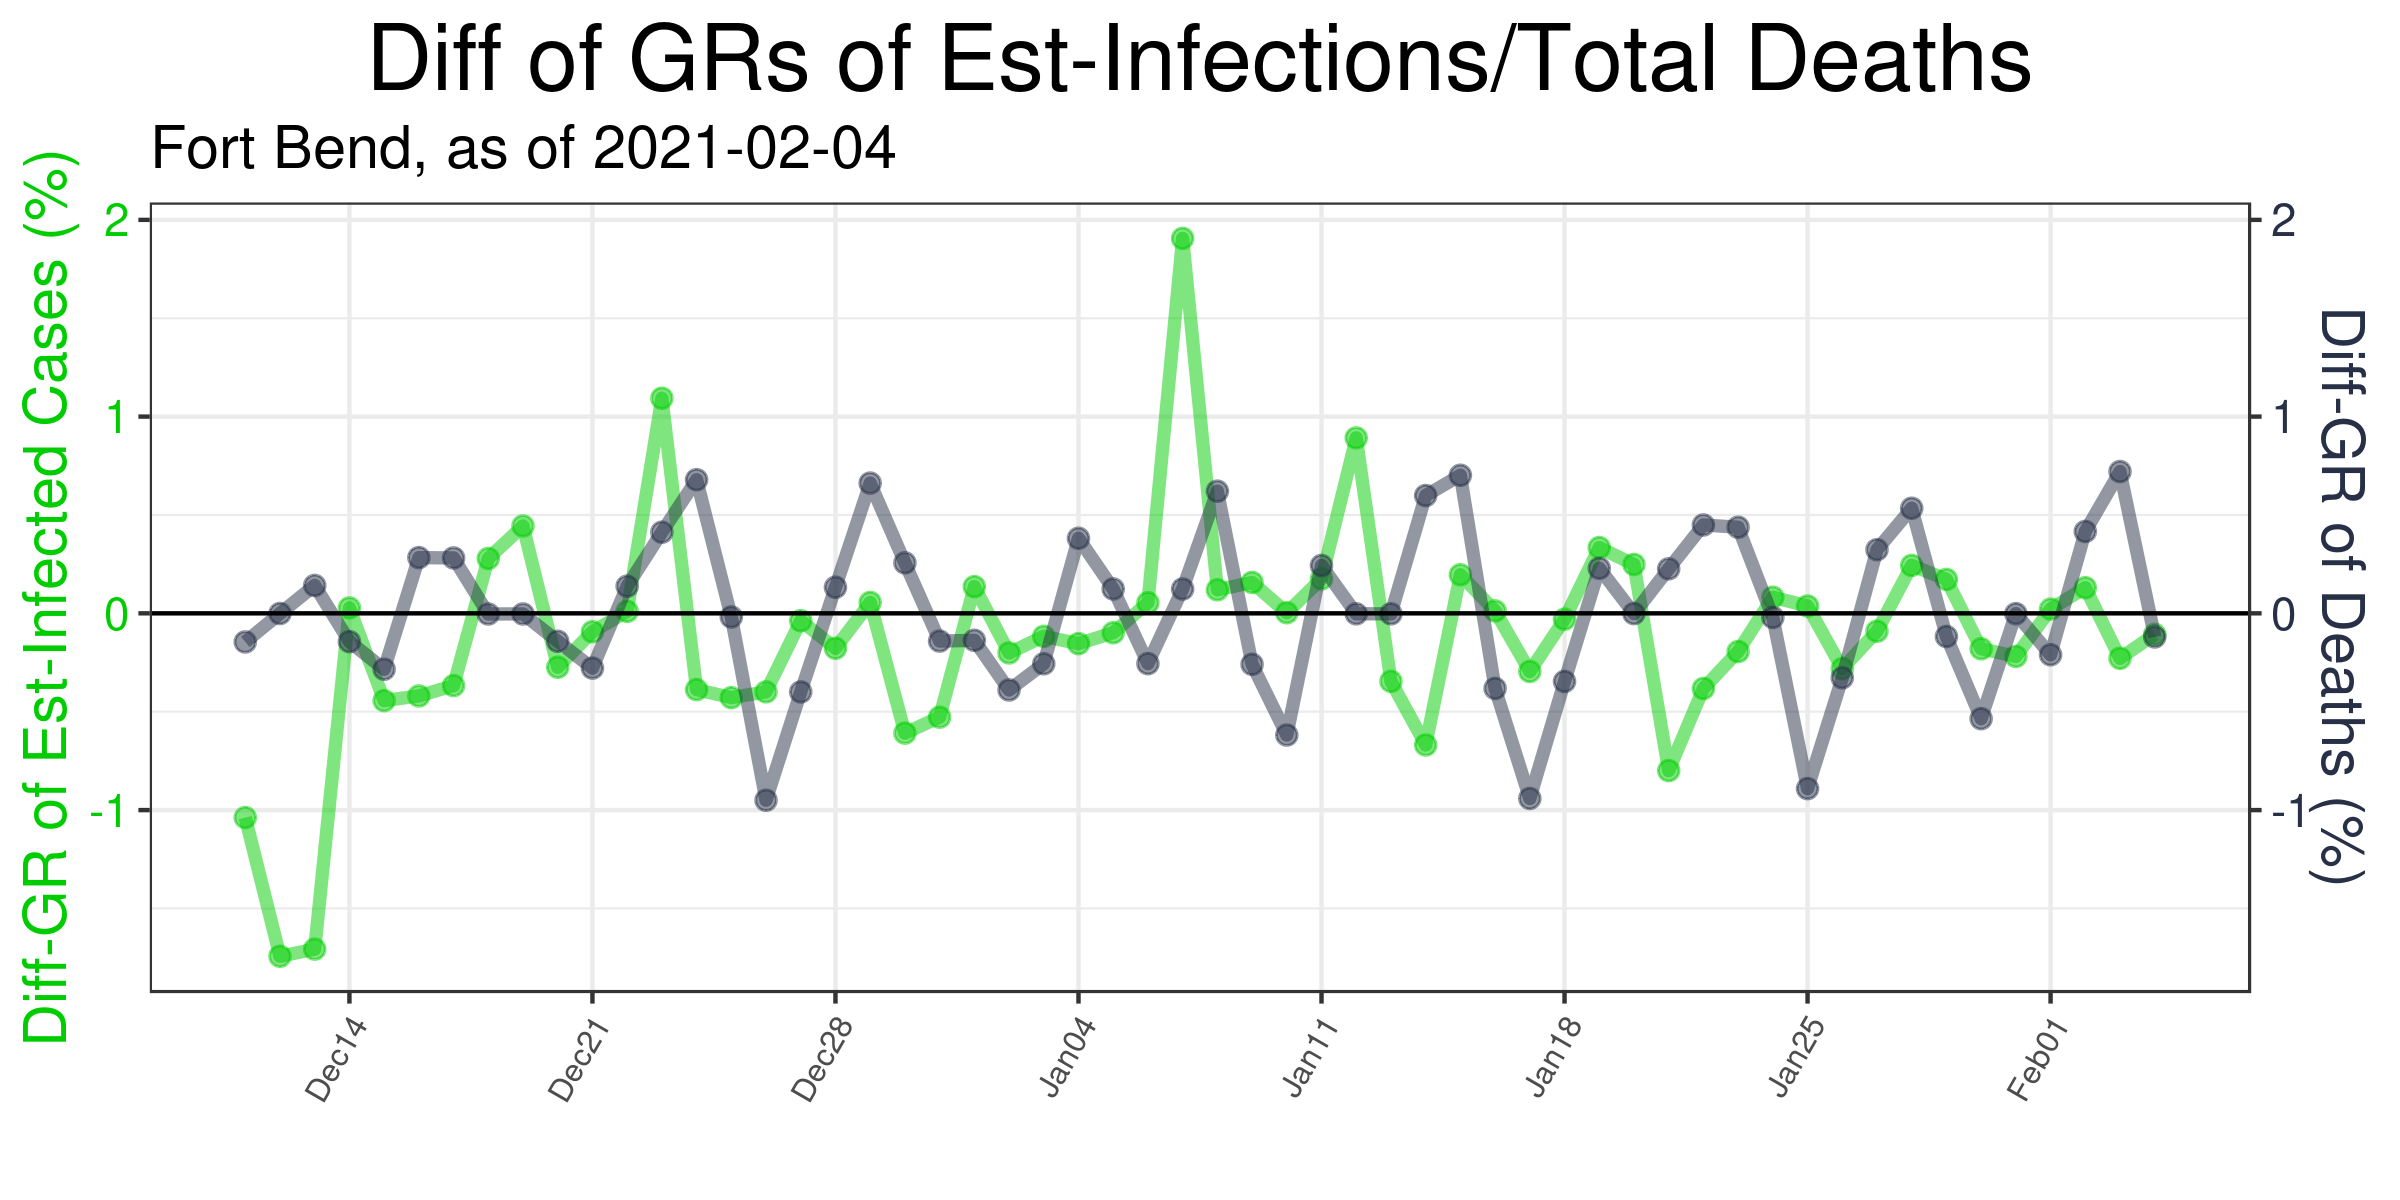 Diff of GRs of Est-Infections/Total Deaths
Fort Bend, as of 2021-02-04
Diff-GR of Est-Infected Cases (%)
2
1
0
-1
2
1
0
-1
Diff-GR of Deaths (%)
Dec14
Dec21
Dec28
Jan04
Jan11
Jan18
Jan25
Feb01